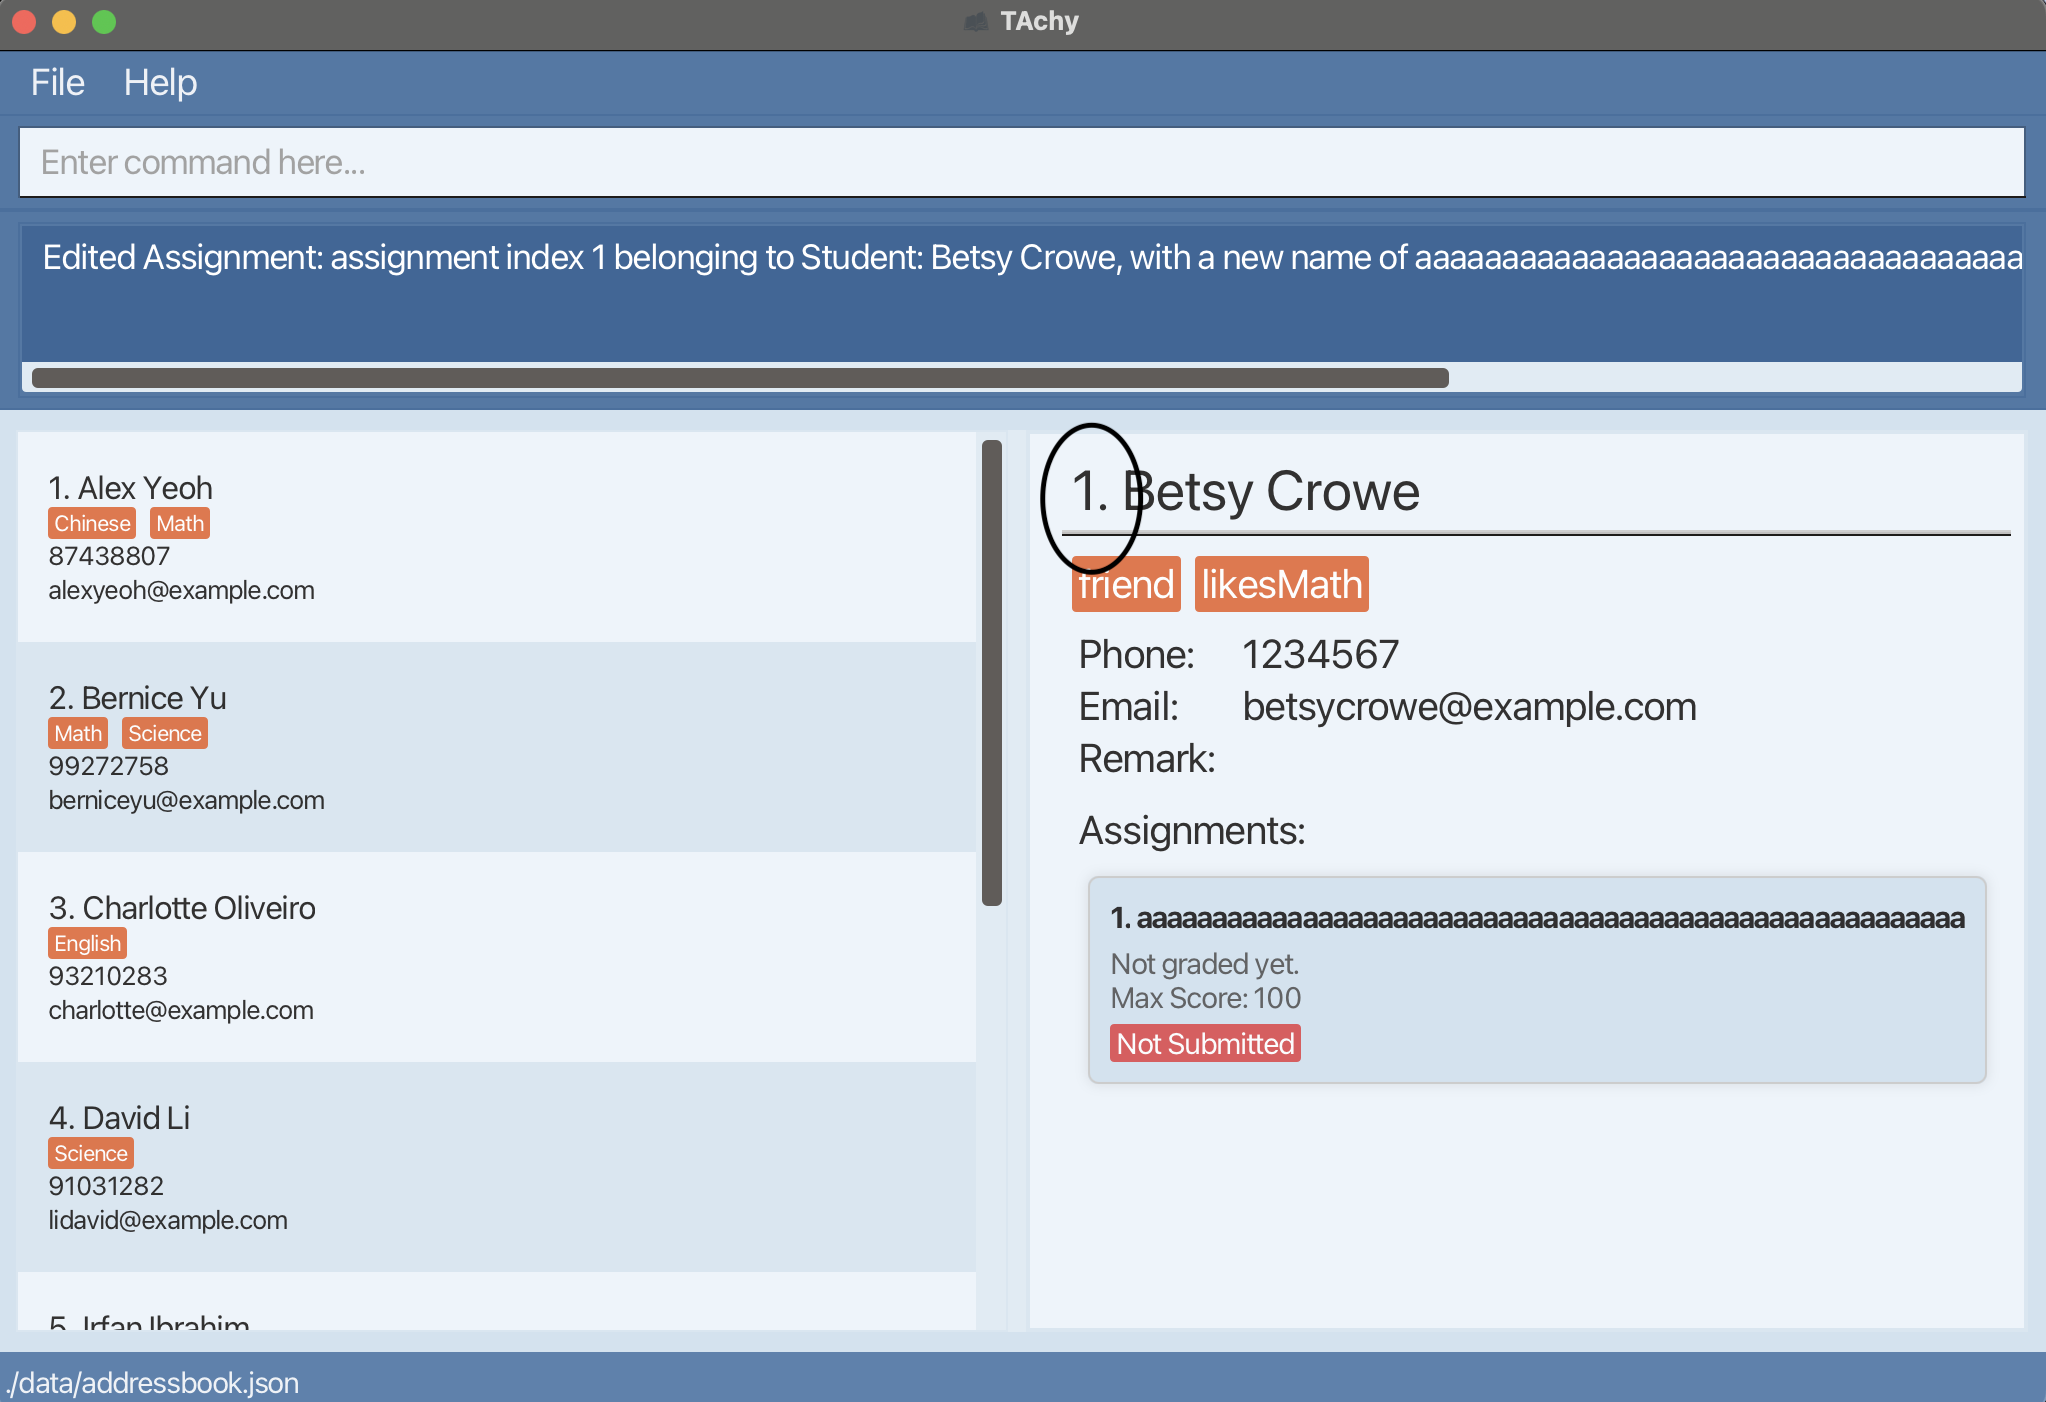 TAchy
File Help
Enter command here...
Edited Assignment: assignment index 1 belonging to Student: Betsy Crowe, with a new name of aaaaaaaaaaaaaaaaaaaaaaaaaaaaaaaaaaa
1. Alex Yeoh
Chinese Math
87438807
alexyeoh@example.com
2. Bernice Yu
Math Science
99272758
berniceyu@example.com
3. Charlotte Oliveiro
English
93210283
charlotte@example.com
4. David Li
Science
91031282
lidavid@example.com
5. Irfan Ibrahim
1. Betsy Crowe
friend likesMath
Phone: 1234567
Email: betsycrowe@example.com
Remark:
Assignments:
1. aaaaaaaaaaaaaaaaaaaaaaaaaaaaaaaaaaaaaaaaaaaaaaaaaaaaaaa
Not graded yet.
Max Score: 100
Not Submitted
./data/addressbook.json